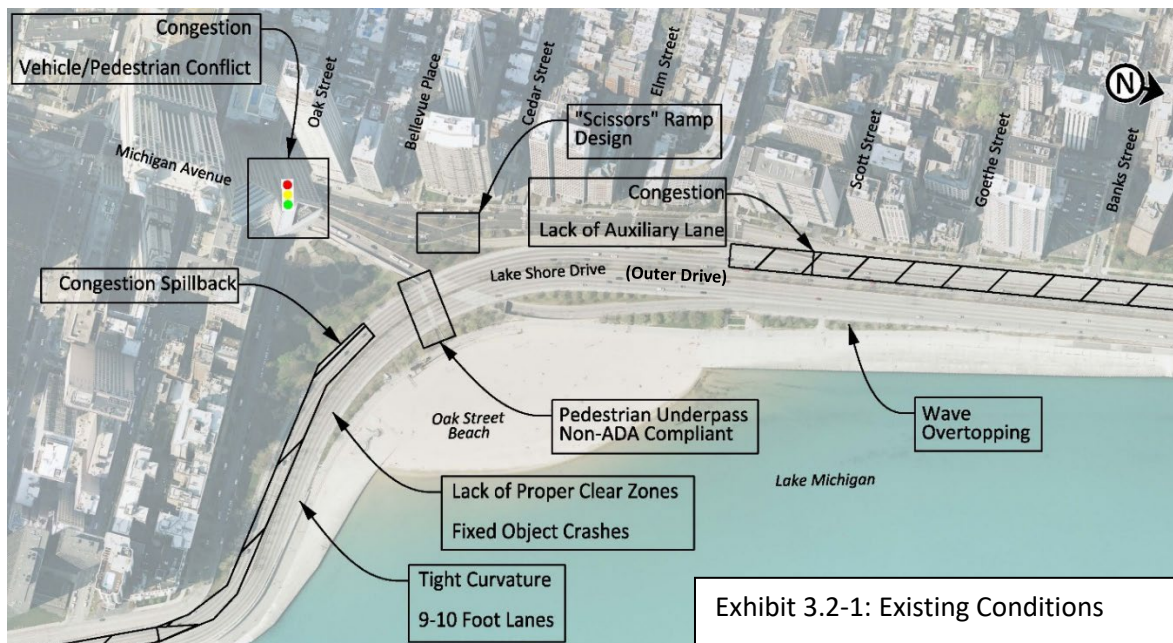 Congestion
Vehicle/Pedestrian Conflict
Oak Street
Bellevue Place
Cedar Street
Elm Street
"Scissors" Ramp
Design
N
Michigan Avenue
Congestion
Lack of Auxiliary Lane
Scott Street
Goethe Street
Banks Street
Lake Shore Drive (Outer Drive)
Congestion Spillback
Oak Street
Beach
Pedestrian Underpass
Non-ADA Compliant
Wave
Overtopping
Lake Michigan
Lack of Proper Clear Zones
Fixed Object Crashes
Tight Curvature
9-10 Foot Lanes
Exhibit 3.2-1: Existing Conditions